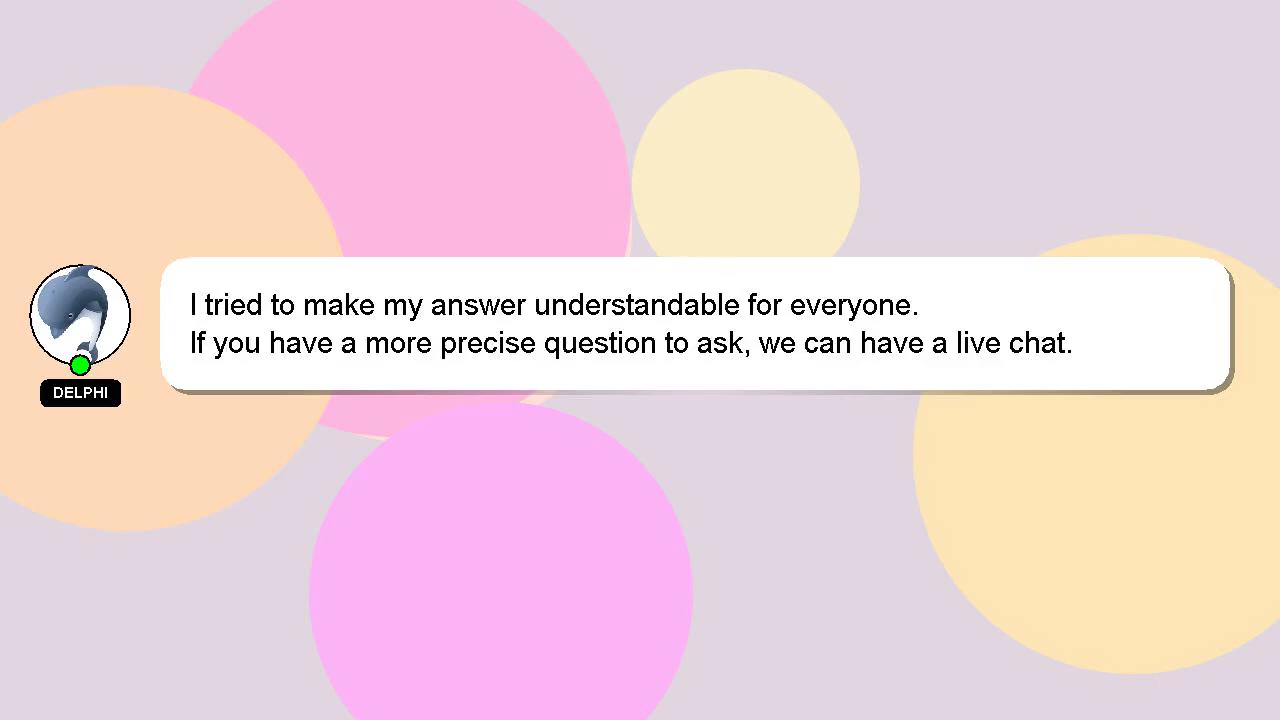 I tried to make my answer understandable for everyone.
If you have a more precise question to ask, we can have a live chat.
DELPHI